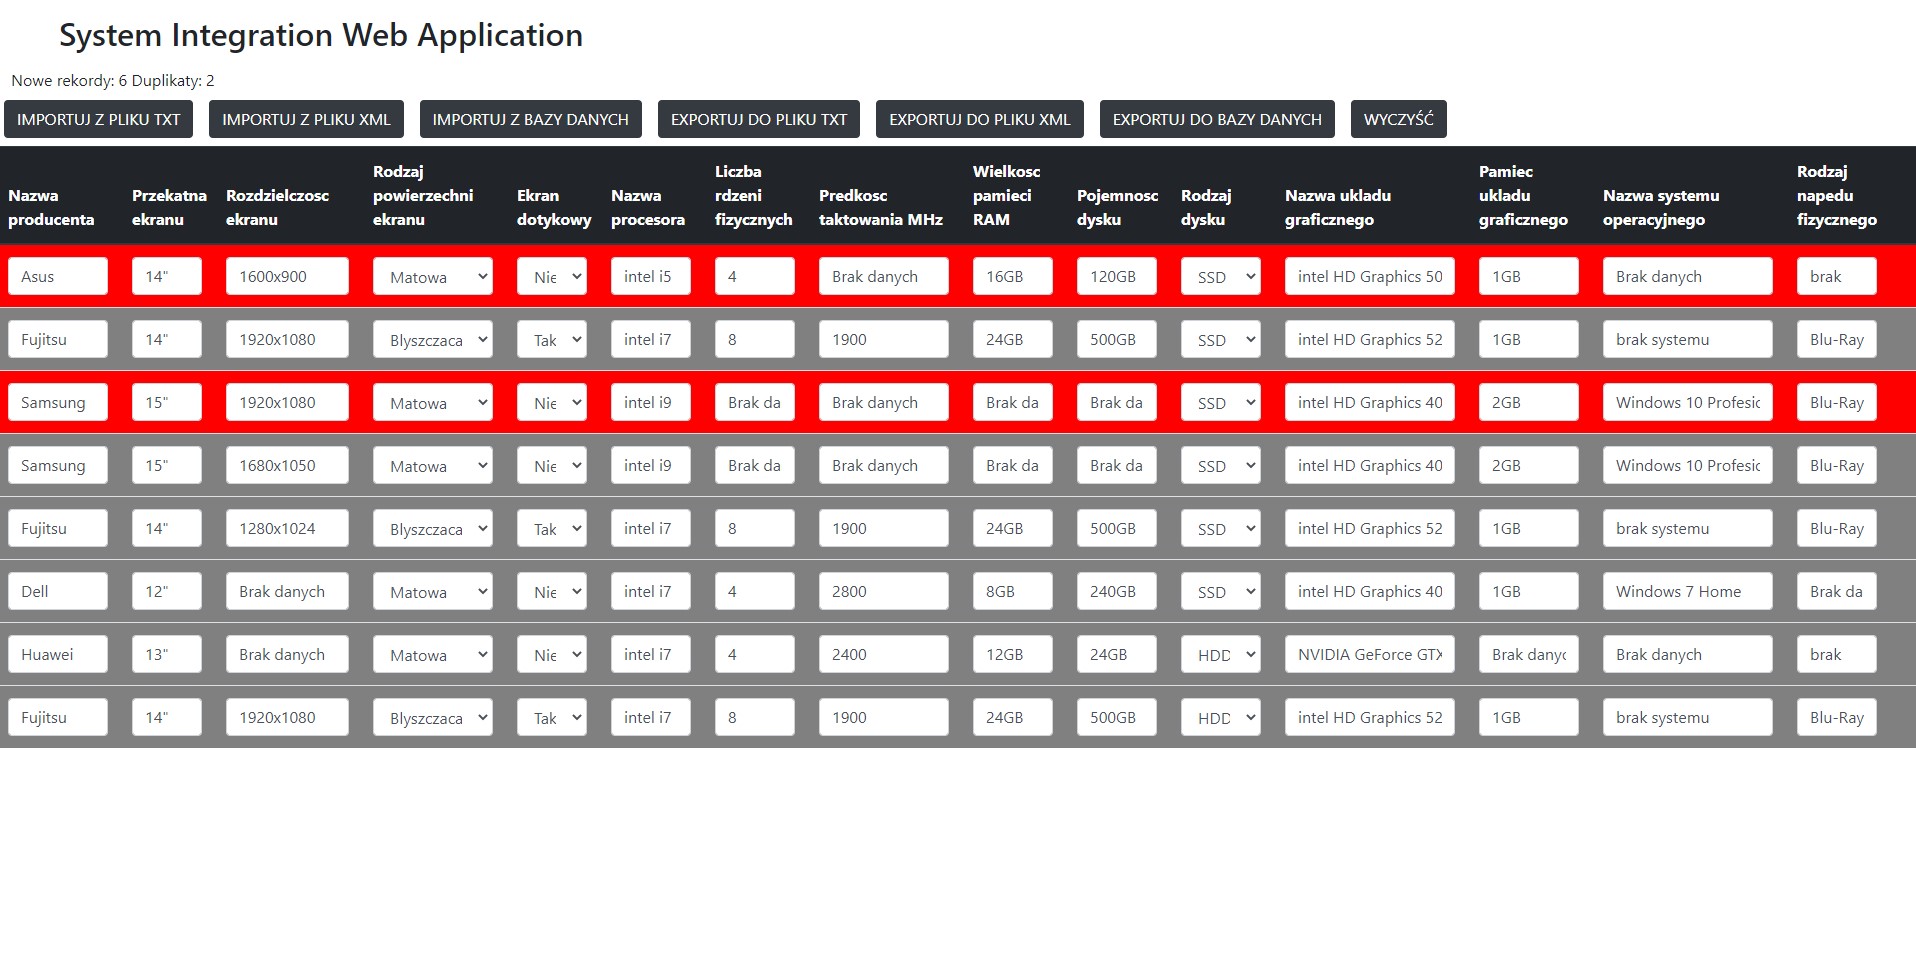 System Integration Web Application
Nowe rekordy: 6 Duplikaty: 2
IMPORTUJ Z PLIKU TXT IMPORTUJ Z PLIKU XML IMPORTUJ Z BAZY DANYCH EXPORTUJ DO PLIKU TXT EXPORTUJ DO PLIKU XML EXPORTUJ DO BAZY DANYCH WYCZYŚĆ
Nazwa producenta Przekatna ekranu Rozdzielczosc ekranu Rodzaj powierzechni ekranu Ekran dotykowy Nazwa procesora Liczba rdzeni fizycznych Predkosc taktowania MHz Wielkosc pamieci RAM Pojemnosc dysku Rodzaj dysku Nazwa ukladu graficznego Pamiec ukladu graficznego Nazwa systemu operacyjnego Rodzaj napedu fizycznego
Asus 14" 1600x900 Matowa Nie intel i5 4 Brak danych 16GB 120GB SSD intel HD Graphics 50 1GB Brak danych brak
Fujitsu 14" 1920x1080 Blyszczaca Tak intel i7 8 1900 24GB 500GB SSD intel HD Graphics 52 1GB brak systemu Blu-Ray
Samsung 15" 1920x1080 Matowa Nie intel i9 Brak da Brak danych Brak da Brak da SSD intel HD Graphics 40 2GB Windows 10 Profesic Blu-Ray
Samsung 15" 1680x1050 Matowa Nie intel i9 Brak da Brak danych Brak da Brak da SSD intel HD Graphics 40 2GB Windows 10 Profesic Blu-Ray
Fujitsu 14" 1280x1024 Blyszczaca Tak intel i7 8 1900 24GB 500GB SSD intel HD Graphics 52 1GB brak systemu Blu-Ray
Dell 12" Brak danych Matowa Nie intel i7 4 2800 8GB 240GB SSD intel HD Graphics 40 1GB Windows 7 Home Brak da
Huawei 13" Brak danych Matowa Nie intel i7 4 2400 12GB 24GB HDD NVIDIA GeForce GTX Brak danyc Brak danych brak
Fujitsu 14" 1920x1080 Blyszczaca Tak intel i7 8 1900 24GB 500GB HDD intel HD Graphics 52 1GB brak systemu Blu-Ray